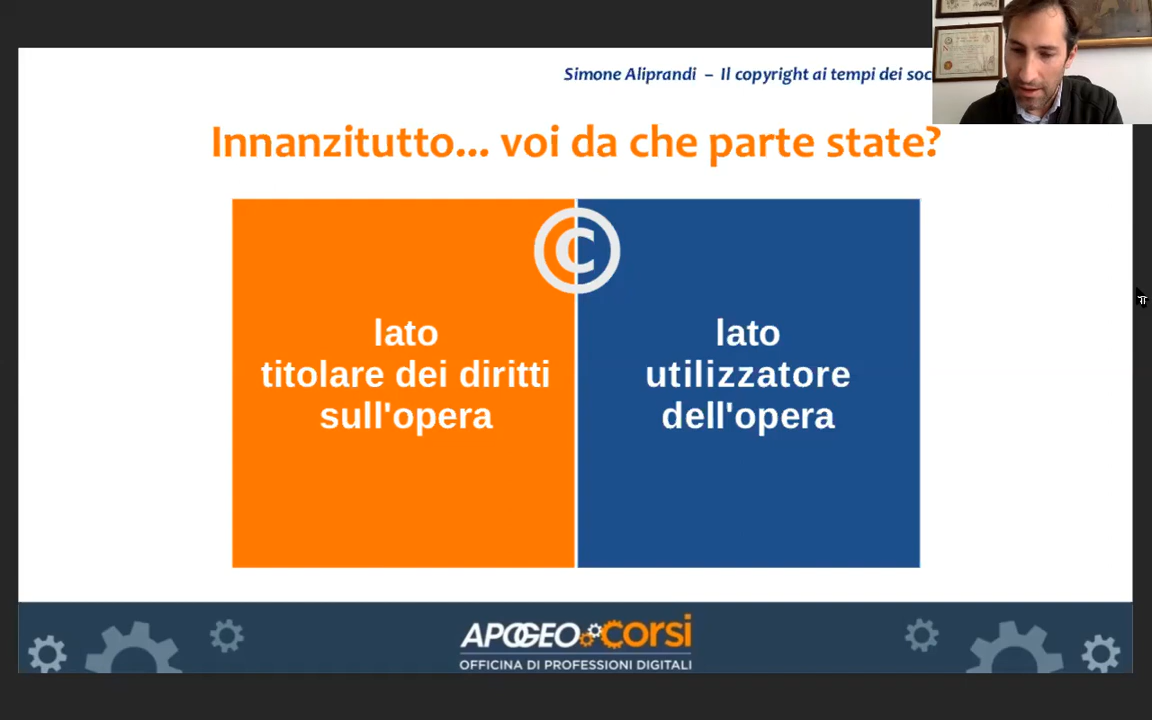 Simone Aliprandi – Il copyright ai tempi dei
Innanzitutto... voi da che parte state?
©
lato
titolare dei diritti
sull'opera
lato
utilizzatore
dell'opera
APOGEO CORSI
OFFICINA DI PROFESSIONI DIGITALI